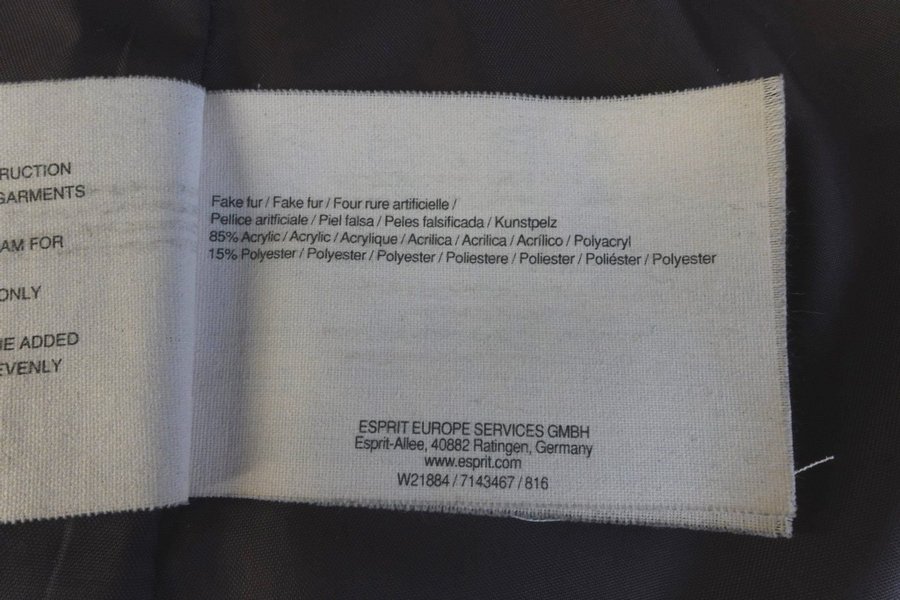 RUCTION
GARMENTS
AM FOR
ONLY
E ADDED
EVENLY
Fake fur / Fake fur / Four rure artificielle /
Pellice aritficiale / Piel falsa / Peles falsificada / Kunstpelz
85% Acrylic / Acrylic / Acrylique / Acrilica / Acrilica / Acrílico / Polyacryl
15% Polyester / Polyester / Polyester / Poliestere / Poliester / Poliéster / Polyester
ESPRIT EUROPE SERVICES GMBH
Esprit-Allee, 40882 Ratingen, Germany
www.esprit.com
W21884 / 7143467 / 816